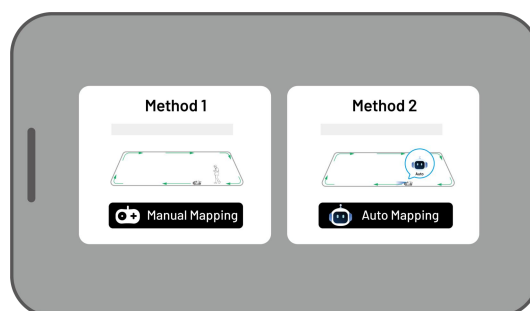 Method 1
Manual Mapping
Method 2
Auto
Auto Mapping